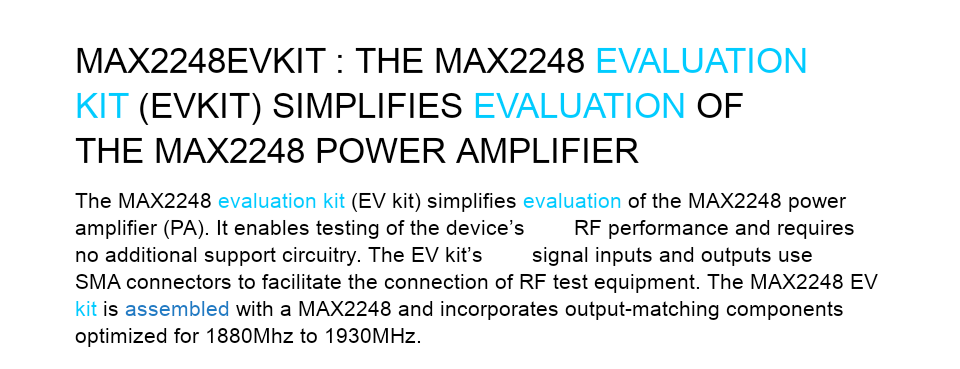 MAX2248EVKIT : THE MAX2248 EVALUATION
KIT (EVKIT) SIMPLIFIES EVALUATION OF
THE MAX2248 POWER AMPLIFIER
The MAX2248 evaluation kit (EV kit) simplifies evaluation of the MAX2248 power
amplifier (PA). It enables testing of the device’s RF performance and requires
no additional support circuitry. The EV kit’s signal inputs and outputs use
SMA connectors to facilitate the connection of RF test equipment. The MAX2248 EV
kit is assembled with a MAX2248 and incorporates output-matching components
optimized for 1880Mhz to 1930MHz.